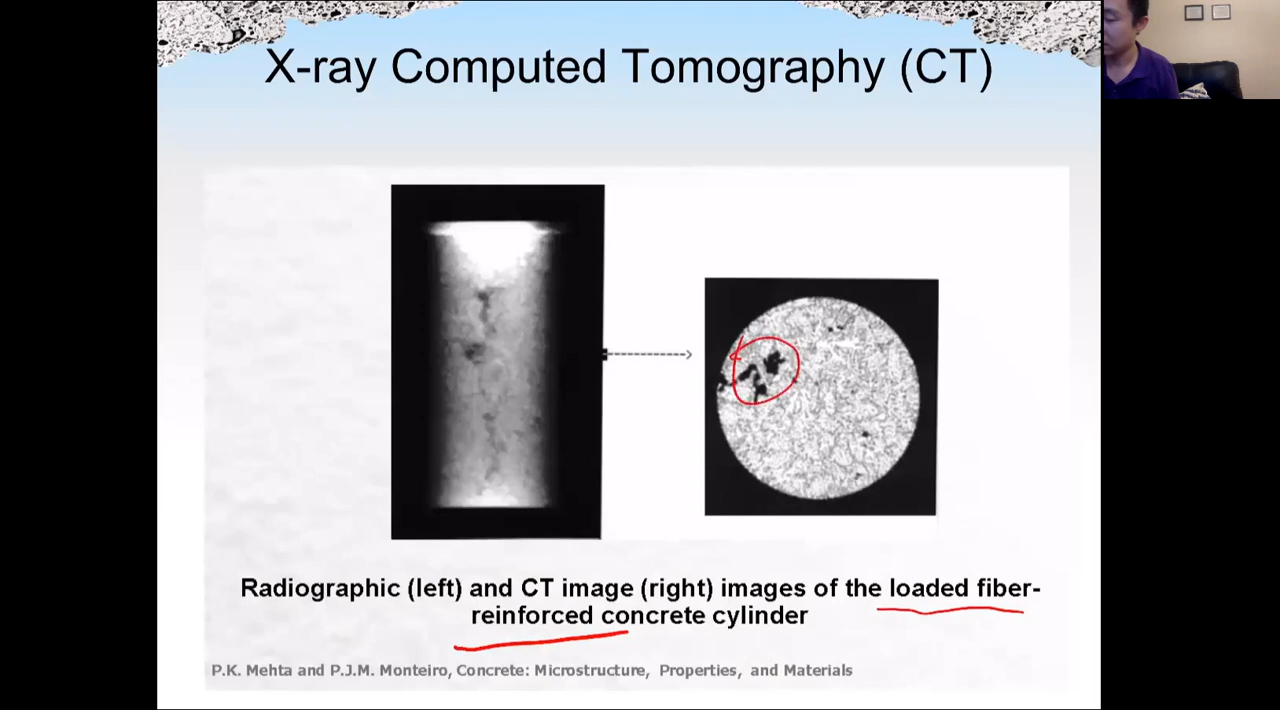 X-ray Computed Tomography (CT)
Radiographic (left) and CT image (right) images of the loaded fiber-
reinforced concrete cylinder
P.K. Mehta and P.J.M. Monteiro, Concrete: Microstructure, Properties, and Materials